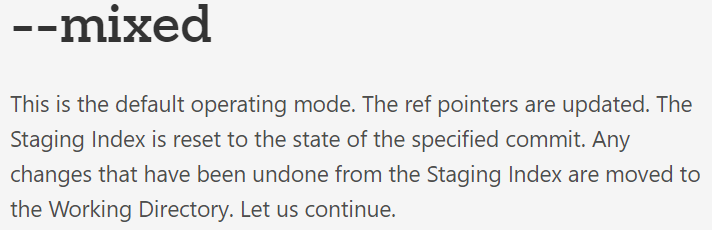 --mixed
This is the default operating mode. The ref pointers are updated. The
Staging Index is reset to the state of the specified commit. Any
changes that have been undone from the Staging Index are moved to
the Working Directory. Let us continue.